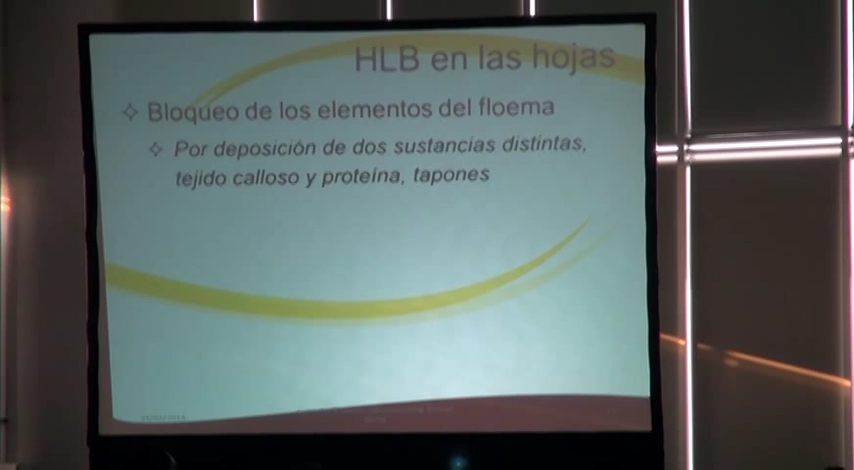 HLB en las hojas
Bloqueo de los elementos del floema
Por deposición de dos sustancias distintas,
tejido calloso y proteína, tapones